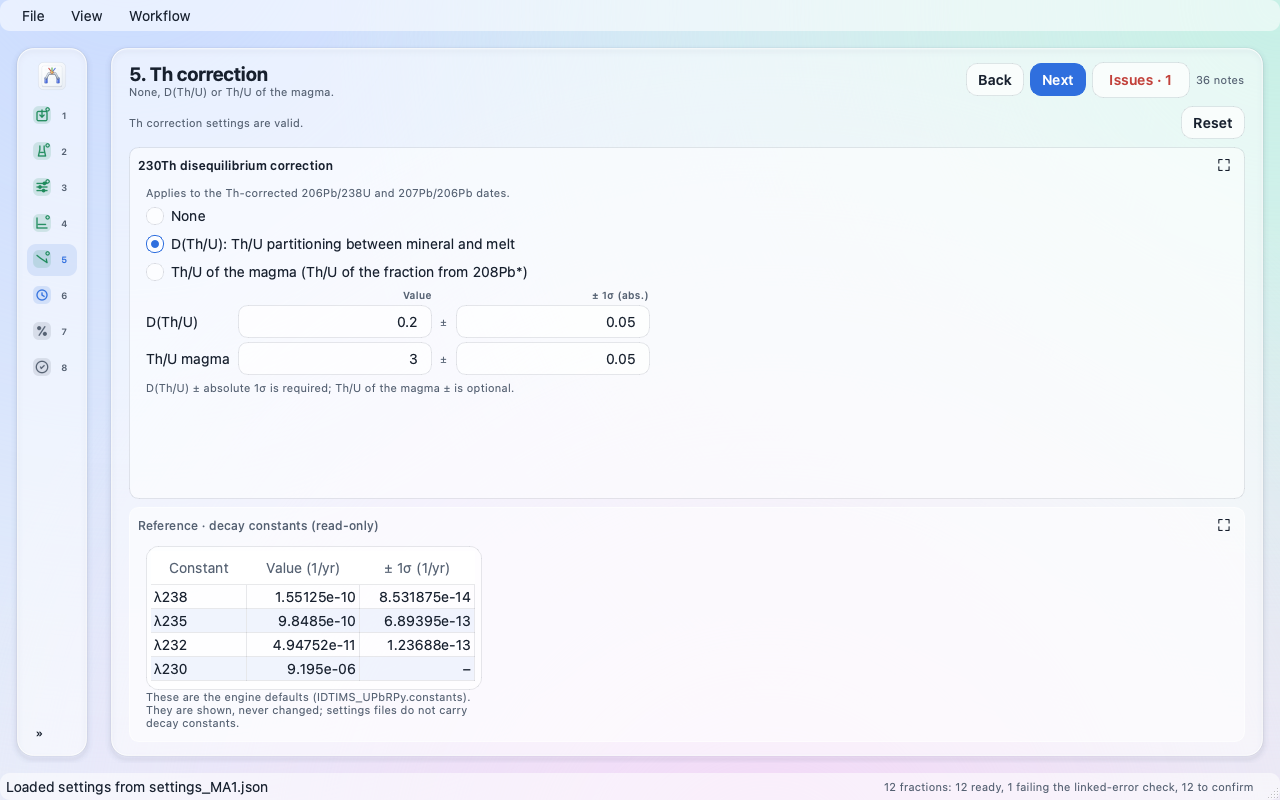 File View Workflow
5. Th correction
None, D(Th/U) or Th/U of the magma.
Back Next Issues · 1 36 notes
Th correction settings are valid.
Reset
1
2
3
4
5
6
7
8
»
230Th disequilibrium correction
Applies to the Th-corrected 206Pb/238U and 207Pb/206Pb dates.
None
D(Th/U): Th/U partitioning between mineral and melt
Th/U of the magma (Th/U of the fraction from 208Pb*)
Value ± 1σ (abs.)
D(Th/U) 0.2 ± 0.05
Th/U magma 3 ± 0.05
D(Th/U) ± absolute 1σ is required; Th/U of the magma ± is optional.
Reference · decay constants (read-only)
Constant Value (1/yr) ± 1σ (1/yr)
λ238 1.55125e-10 8.531875e-14
λ235 9.8485e-10 6.89395e-13
λ232 4.94752e-11 1.23688e-13
λ230 9.195e-06 –
These are the engine defaults (IDTIMS_UPbRPy.constants).
They are shown, never changed; settings files do not carry
decay constants.
Loaded settings from settings_MA1.json
12 fractions: 12 ready, 1 failing the linked-error check, 12 to confirm